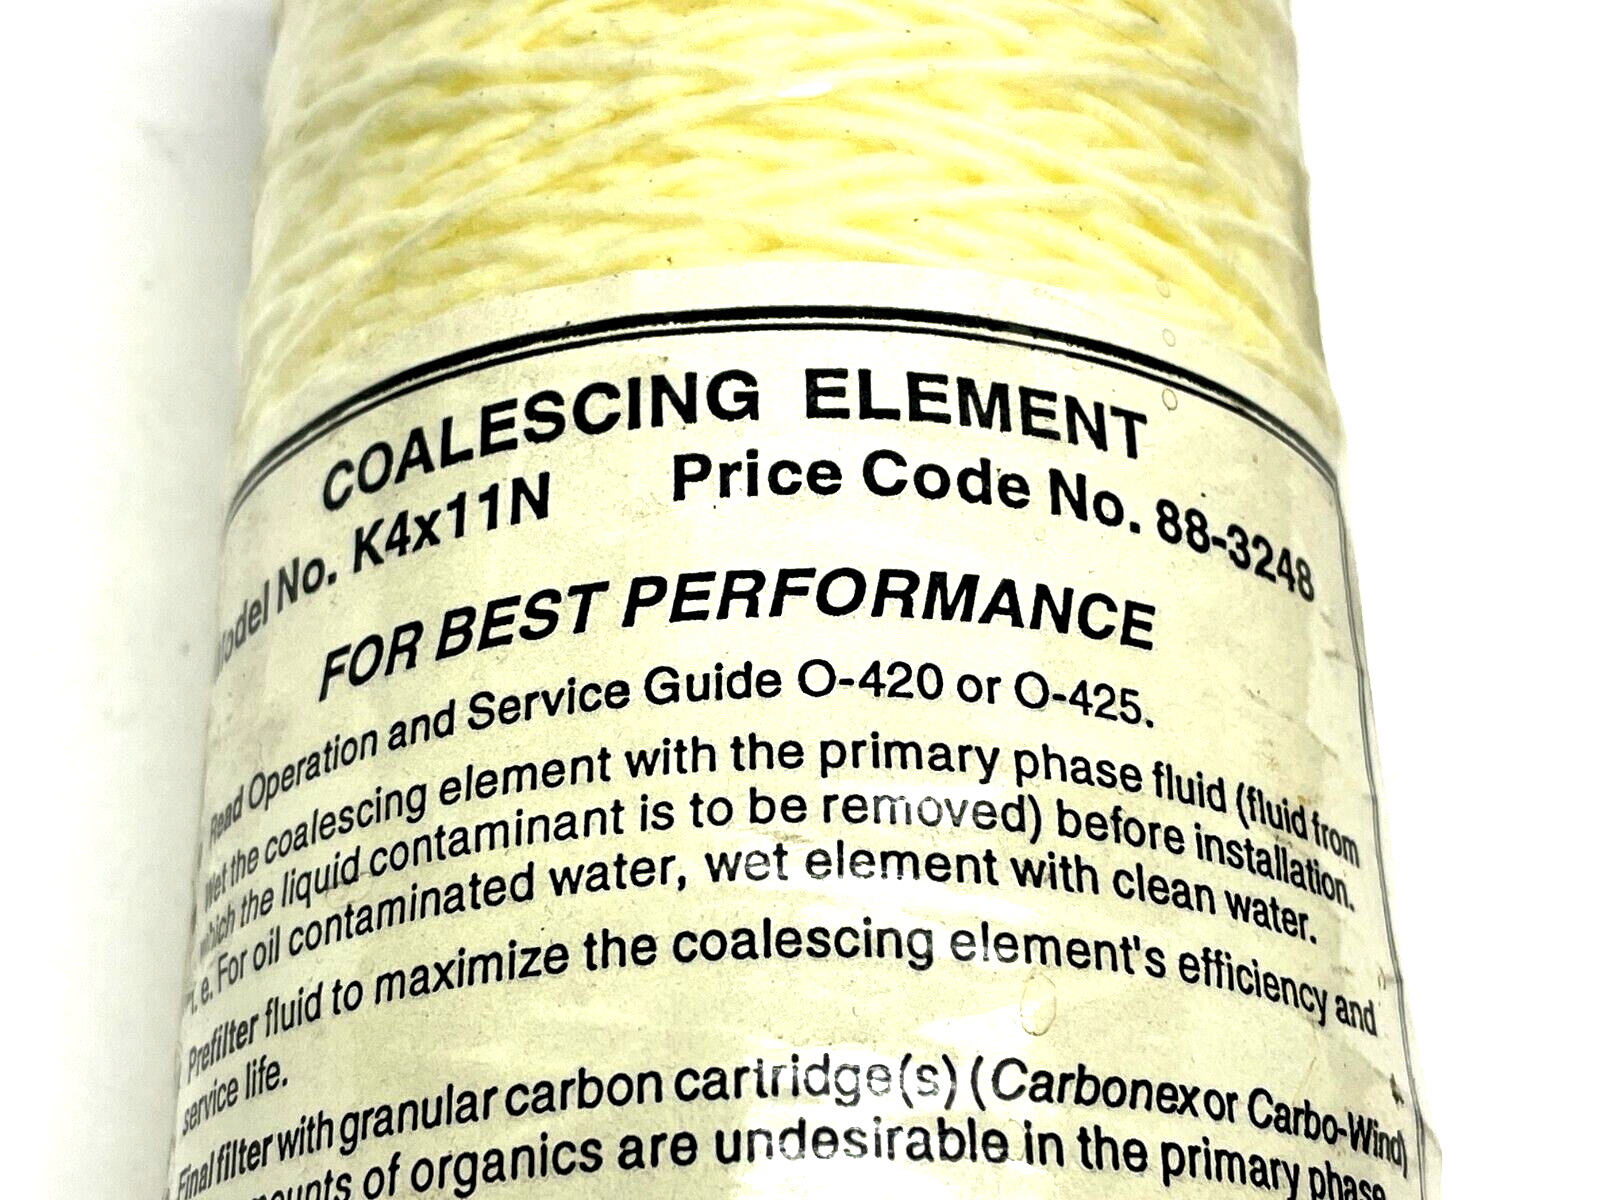 COALESCING ELEMENT
Model No. K4x11N Price Code No. 88-3248
FOR BEST PERFORMANCE
Read Operation and Service Guide O-420 or O-425.
Wet the coalescing element with the primary phase fluid (fluid from
which the liquid contaminant is to be removed) before installation.
i. e. For oil contaminated water, wet element with clean water.
Prefilter fluid to maximize the coalescing element's efficiency and
service life.
Final filter with granular carbon cartridge(s) (Carbonex or Carbo-Wind)
of organics are undesirable in the primary phase